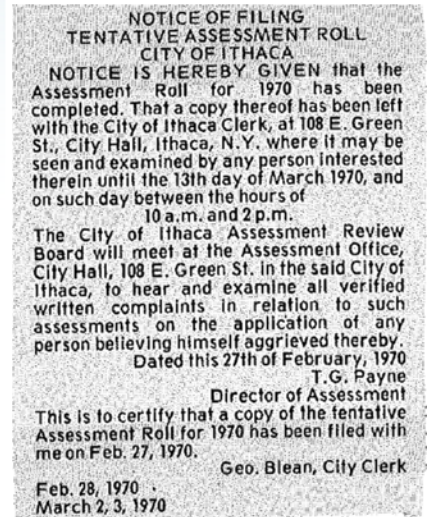 NOTICE OF FILING
TENTATIVE ASSESSMENT ROLL
CITY OF ITHACA
NOTICE IS HEREBY GIVEN that the
Assessment Roll for 1970 has been
completed. That a copy thereof has been left
with the City of Ithaca Clerk, at 108 E. Green
St., City Hall, Ithaca, N.Y. where it may be
seen and examined by any person interested
therein until the 13th day of March 1970, and
on such day between the hours of
10 a.m. and 2 p.m.
The City of Ithaca Assessment Review
Board will meet at the Assessment Office,
City Hall, 108 E. Green St. in the said City of
Ithaca, to hear and examine all verified
written complaints in relation to such
assessments on the application of any
person believing himself aggrieved thereby.
Dated this 27th of February, 1970
T.G. Payne
Director of Assessment
This is to certify that a copy of the tentative
Assessment Roll for 1970 has been filed with
me on Feb. 27, 1970.
Geo. Blean, City Clerk
Feb. 28, 1970
March 2, 3, 1970